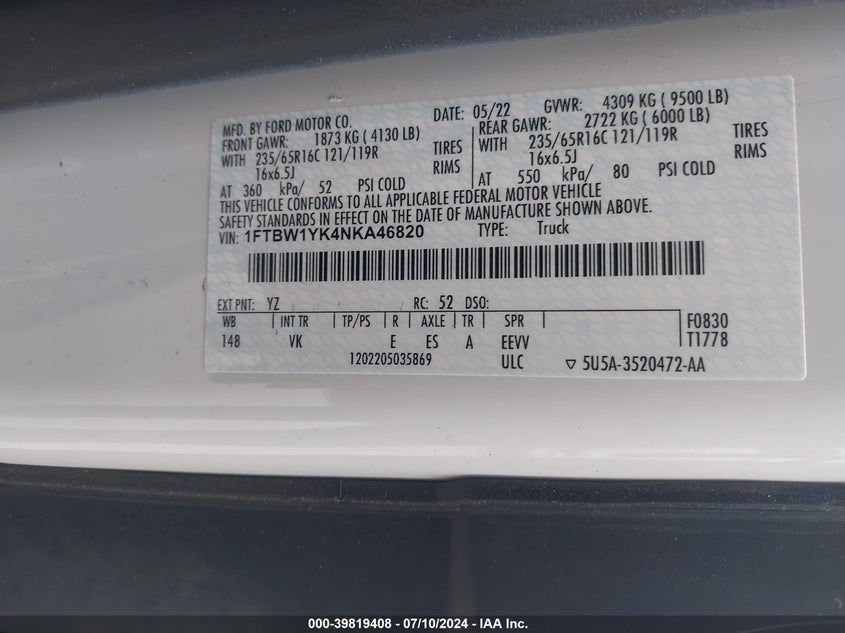 MFD. BY FORD MOTOR CO. DATE: 05/22 GVWR: 4309 KG ( 9500 LB)
FRONT GAWR: 1873 KG ( 4130 LB) REAR GAWR: 2722 KG ( 6000 LB)
WITH 235/65R16C 121/119R TIRES WITH 235/65R16C 121/119R TIRES
16x6.5J RIMS 16x6.5J RIMS
AT 360 kPa/ 52 PSI COLD AT 550 kPa/ 80 PSI COLD
THIS VEHICLE CONFORMS TO ALL APPLICABLE FEDERAL MOTOR VEHICLE
SAFETY STANDARDS IN EFFECT ON THE DATE OF MANUFACTURE SHOWN ABOVE.
VIN: 1FTBW1YK4NKA46820 TYPE: Truck
EXT PNT: YZ RC: 52 DSO:
WB INT TR TP/PS R AXLE TR SPR F0830
148 VK E ES A EEVV T1778
1202205035869 ULC ▽ 5U5A-3520472-AA
000-39819408 - 07/10/2024 - IAA Inc.